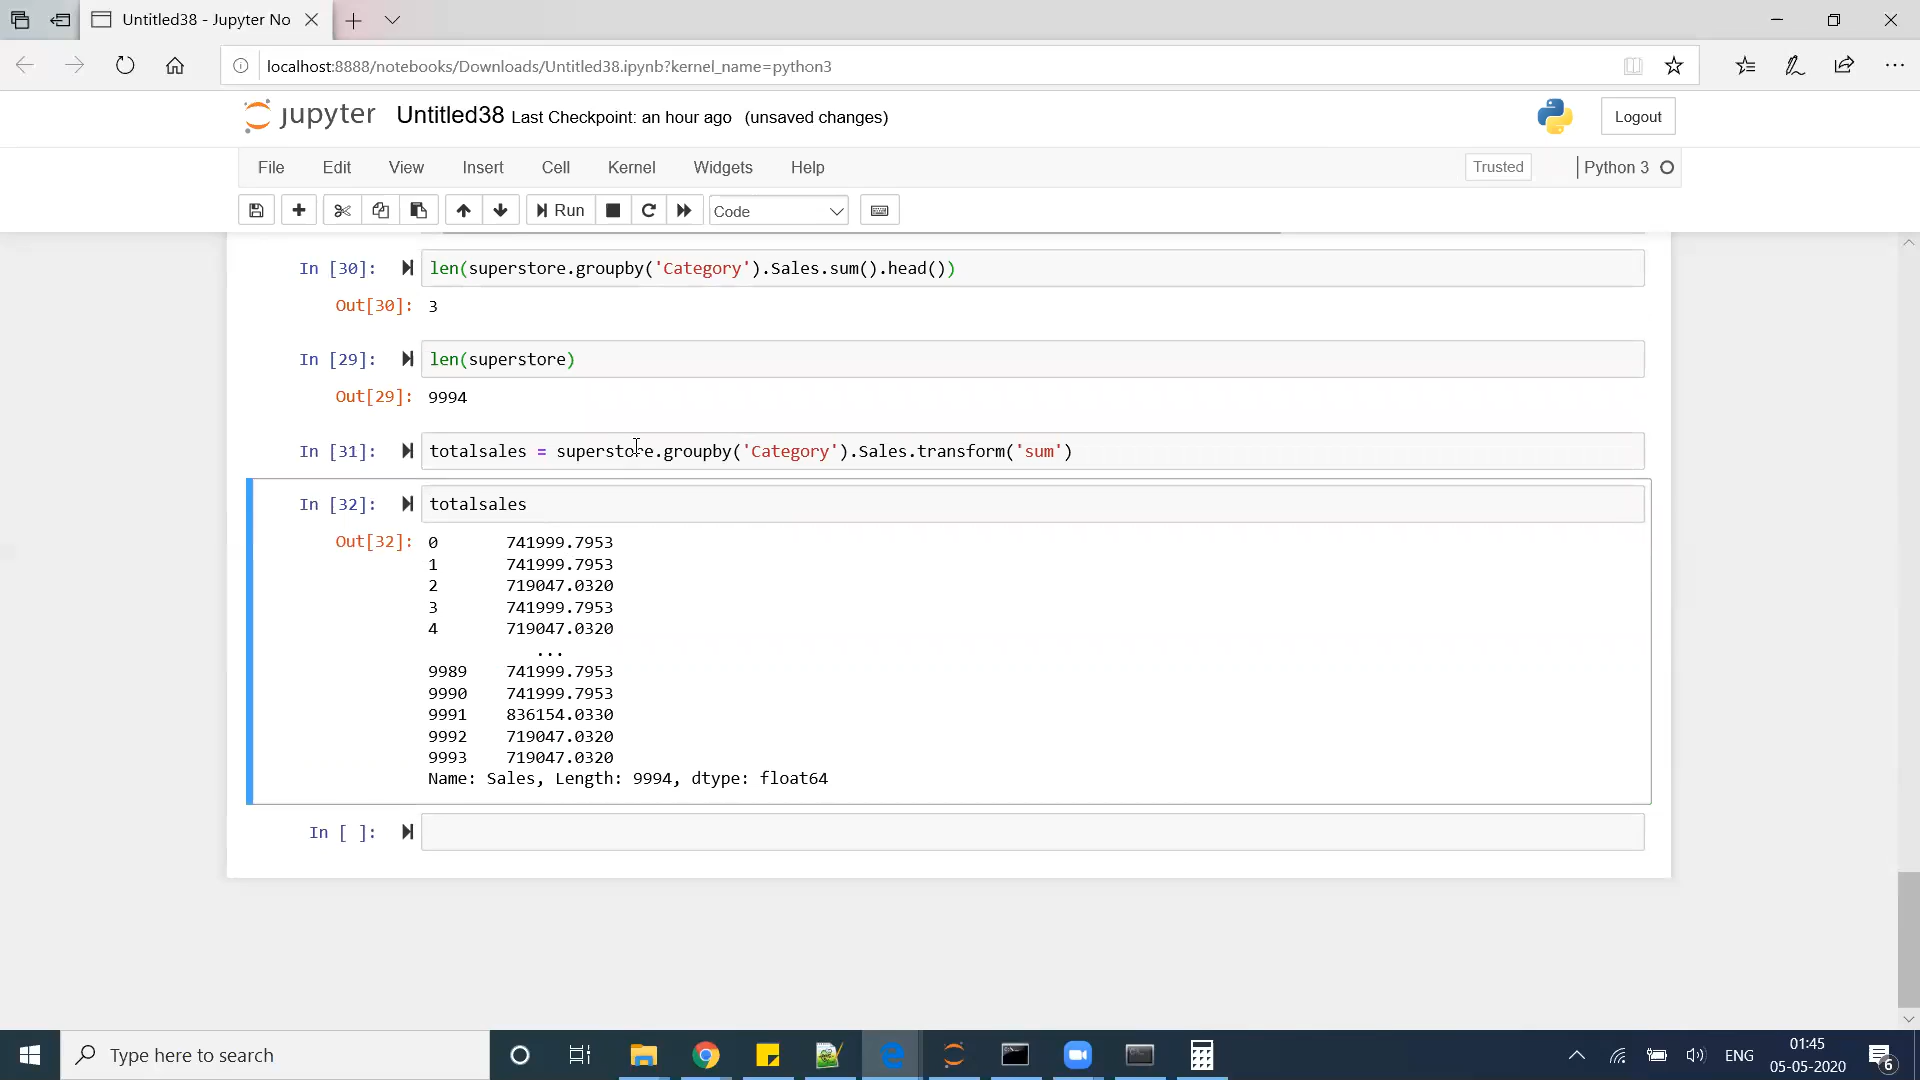 Untitled38 - Jupyter No
localhost:8888/notebooks/Downloads/Untitled38.ipynb?kernel_name=python3
jupyter Untitled38 Last Checkpoint: an hour ago (unsaved changes)
Logout
File Edit View Insert Cell Kernel Widgets Help
Trusted
Python 3
Run
Code
In [30]: len(superstore.groupby('Category').Sales.sum().head())
Out[30]: 3
In [29]: len(superstore)
Out[29]: 9994
In [31]: totalsales = superstore.groupby('Category').Sales.transform('sum')
In [32]: totalsales
Out[32]: 0 741999.7953
1 741999.7953
2 719047.0320
3 741999.7953
4 719047.0320
...
9989 741999.7953
9990 741999.7953
9991 836154.0330
9992 719047.0320
9993 719047.0320
Name: Sales, Length: 9994, dtype: float64
In [ ]:
Type here to search
ENG
01:45
05-05-2020
6